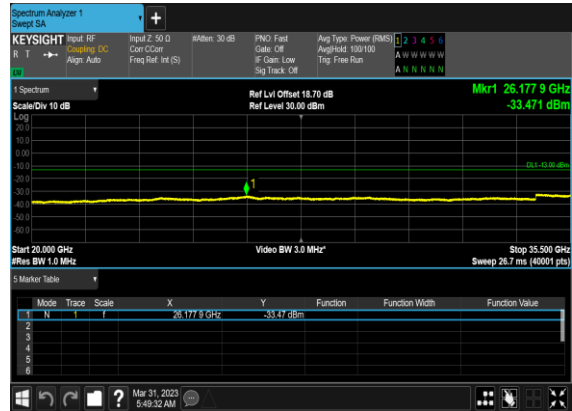 Spectrum Analyzer 1
Swept SA
+
KEYSIGHT Input: RF Input Z: 50 Ω #Atten: 30 dB PNO: Fast Avg Type: Power (RMS) 1 2 3 4 5 6
R T Coupling: DC Corr CCorr Gate: Off Avg|Hold: 100/100 A W W W W W
Align: Auto Freq Ref: Int (S) IF Gain: Low Trig: Free Run
Sig Track: Off A N N N N N
1 Spectrum Ref Lvl Offset 18.70 dB Mkr1 26.177 9 GHz
Scale/Div 10 dB Ref Level 30.00 dBm -33.471 dBm
Log
20.0
10.0
0.00
-10.0
DL1 -13.00 dBm
-20.0
1
-30.0
-40.0
-50.0
-60.0
Start 20.000 GHz Video BW 3.0 MHz* Stop 35.500 GHz
#Res BW 1.0 MHz Sweep 26.7 ms (40001 pts)
5 Marker Table
Mode Trace Scale X Y Function Function Width Function Value
1 N 1 f 26.177 9 GHz -33.47 dBm
2
3
4
5
6
? Mar 31, 2023
5:49:32 AM